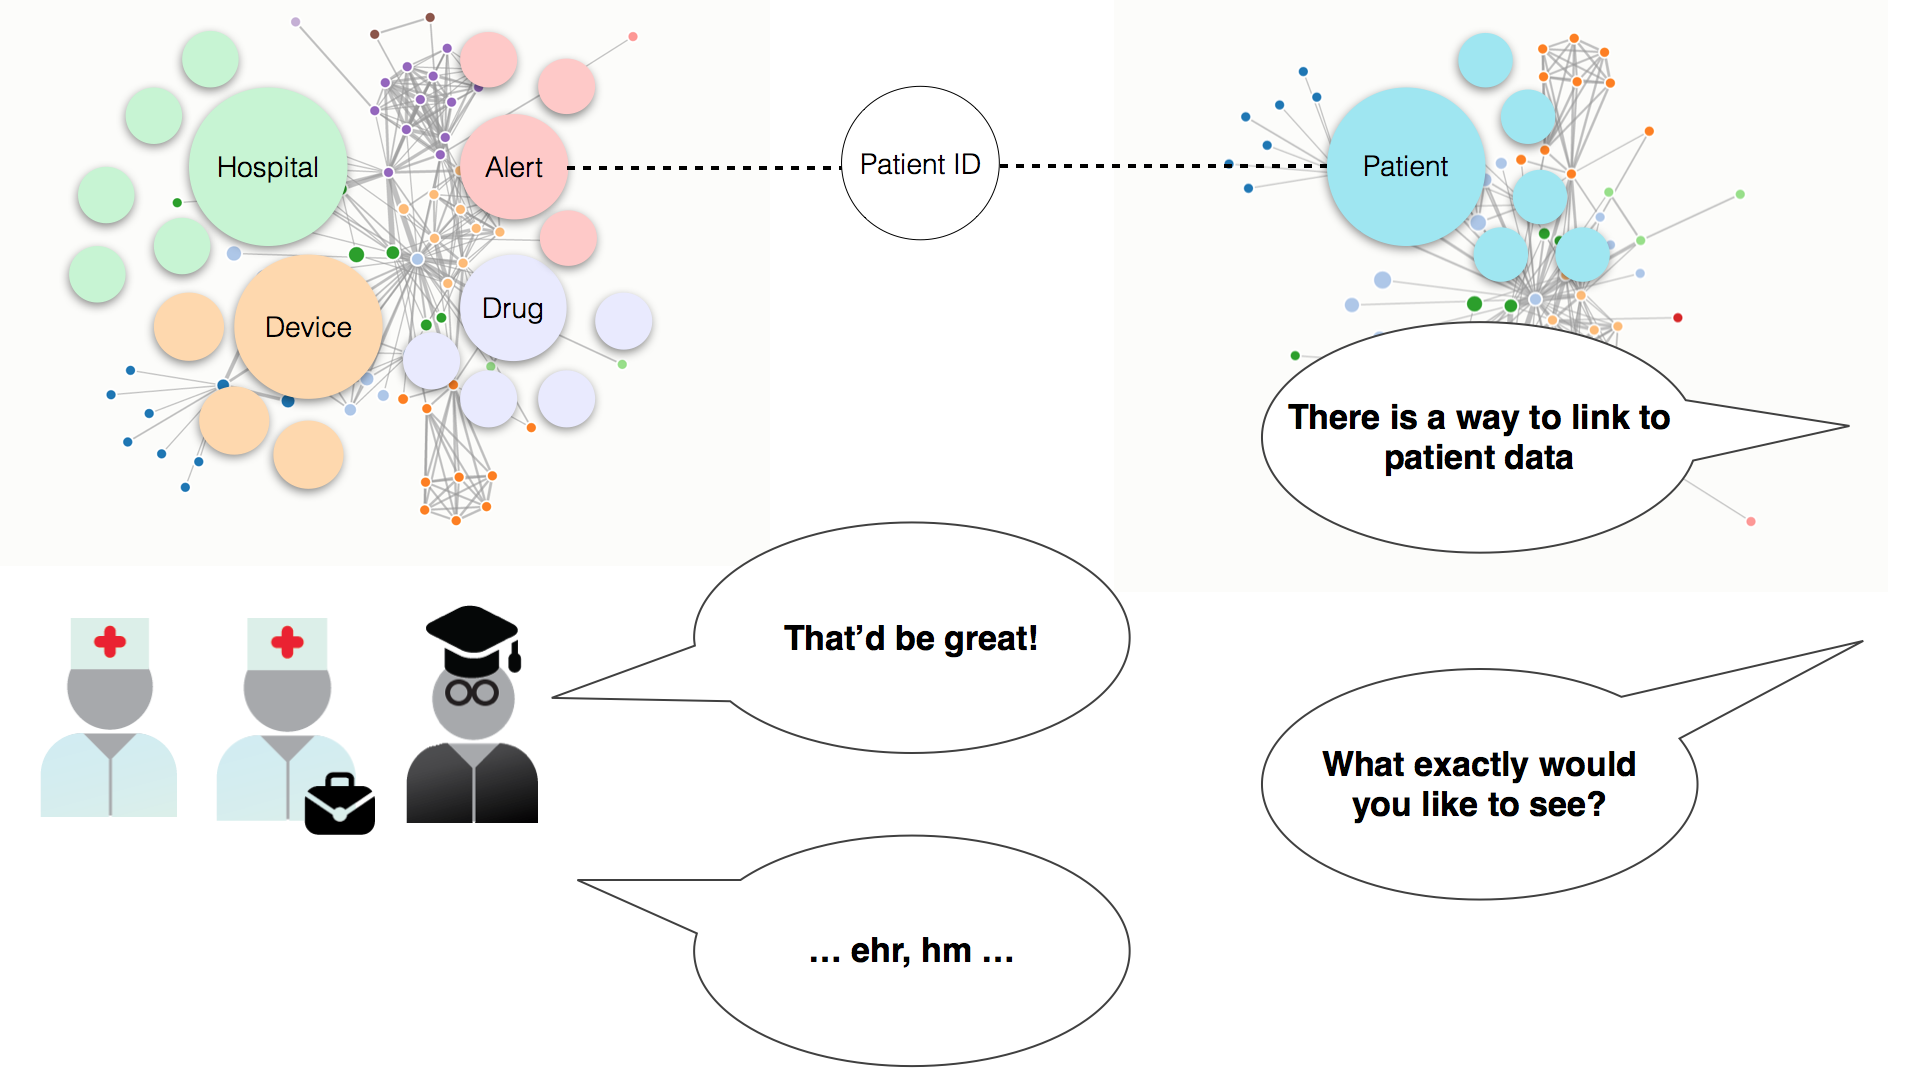 Hospital
Alert
Patient ID
Patient
Device
Drug
There is a way to link to
patient data
That’d be great!
What exactly would
you like to see?
... ehr, hm ...